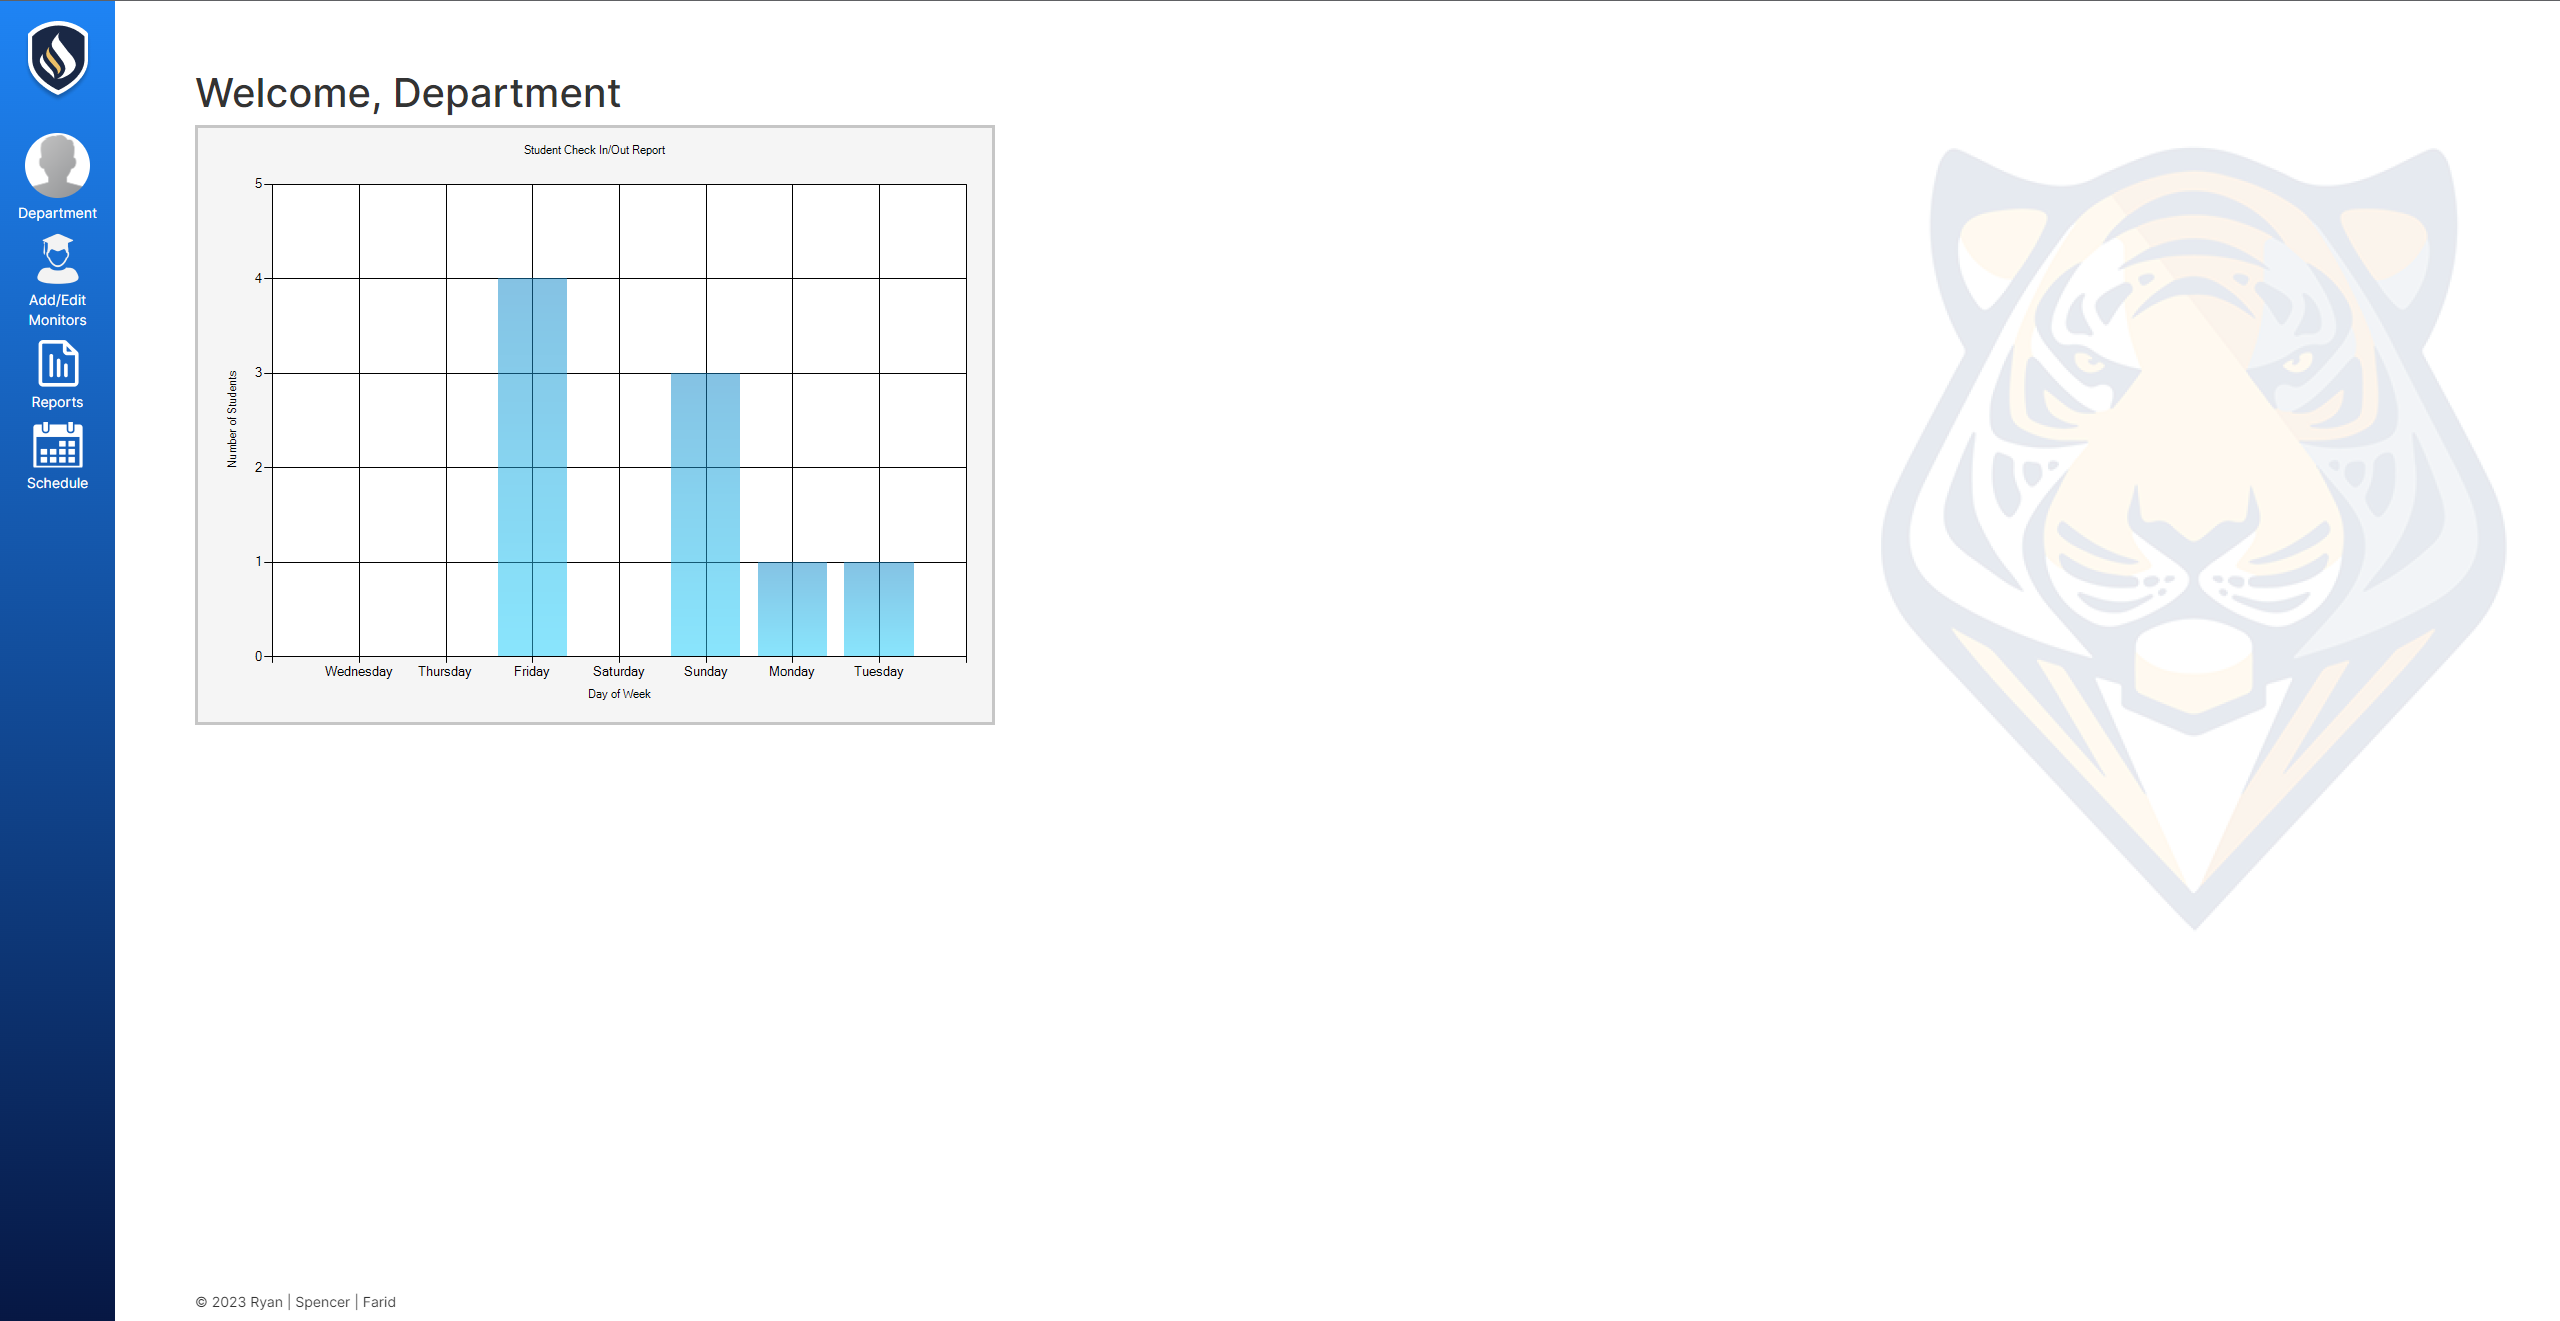 Department
Add/Edit
Monitors
Reports
Schedule
Welcome, Department
Student Check In/Out Report
Number of Students
5
4
3
2
1
0
Wednesday Thursday Friday Saturday Sunday Monday Tuesday
Day of Week
© 2023 Ryan | Spencer | Farid